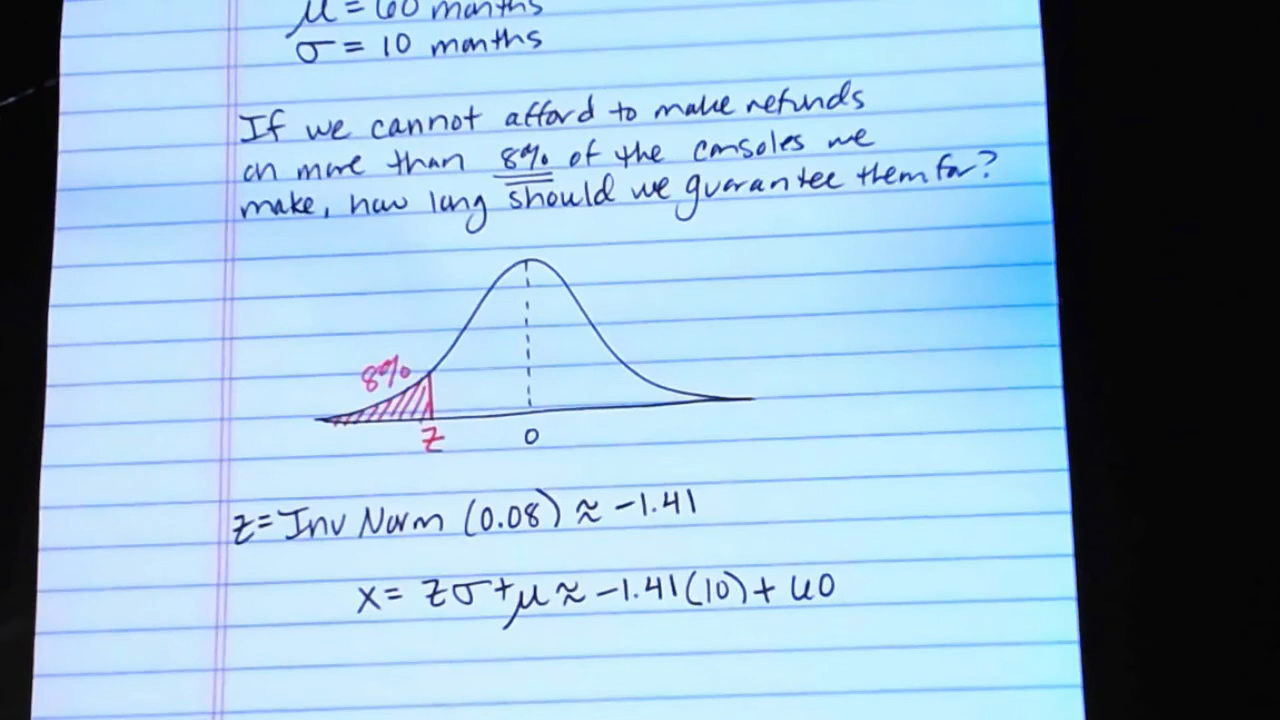 μ = 60 months
σ = 10 months
If we cannot afford to make refunds
on more than 8% of the consoles we
make, how long should we guarantee them for?
8%
z 0
z = Inv Norm (0.08) ≈ -1.41
x = zσ + μ ≈ -1.41(10) + 60